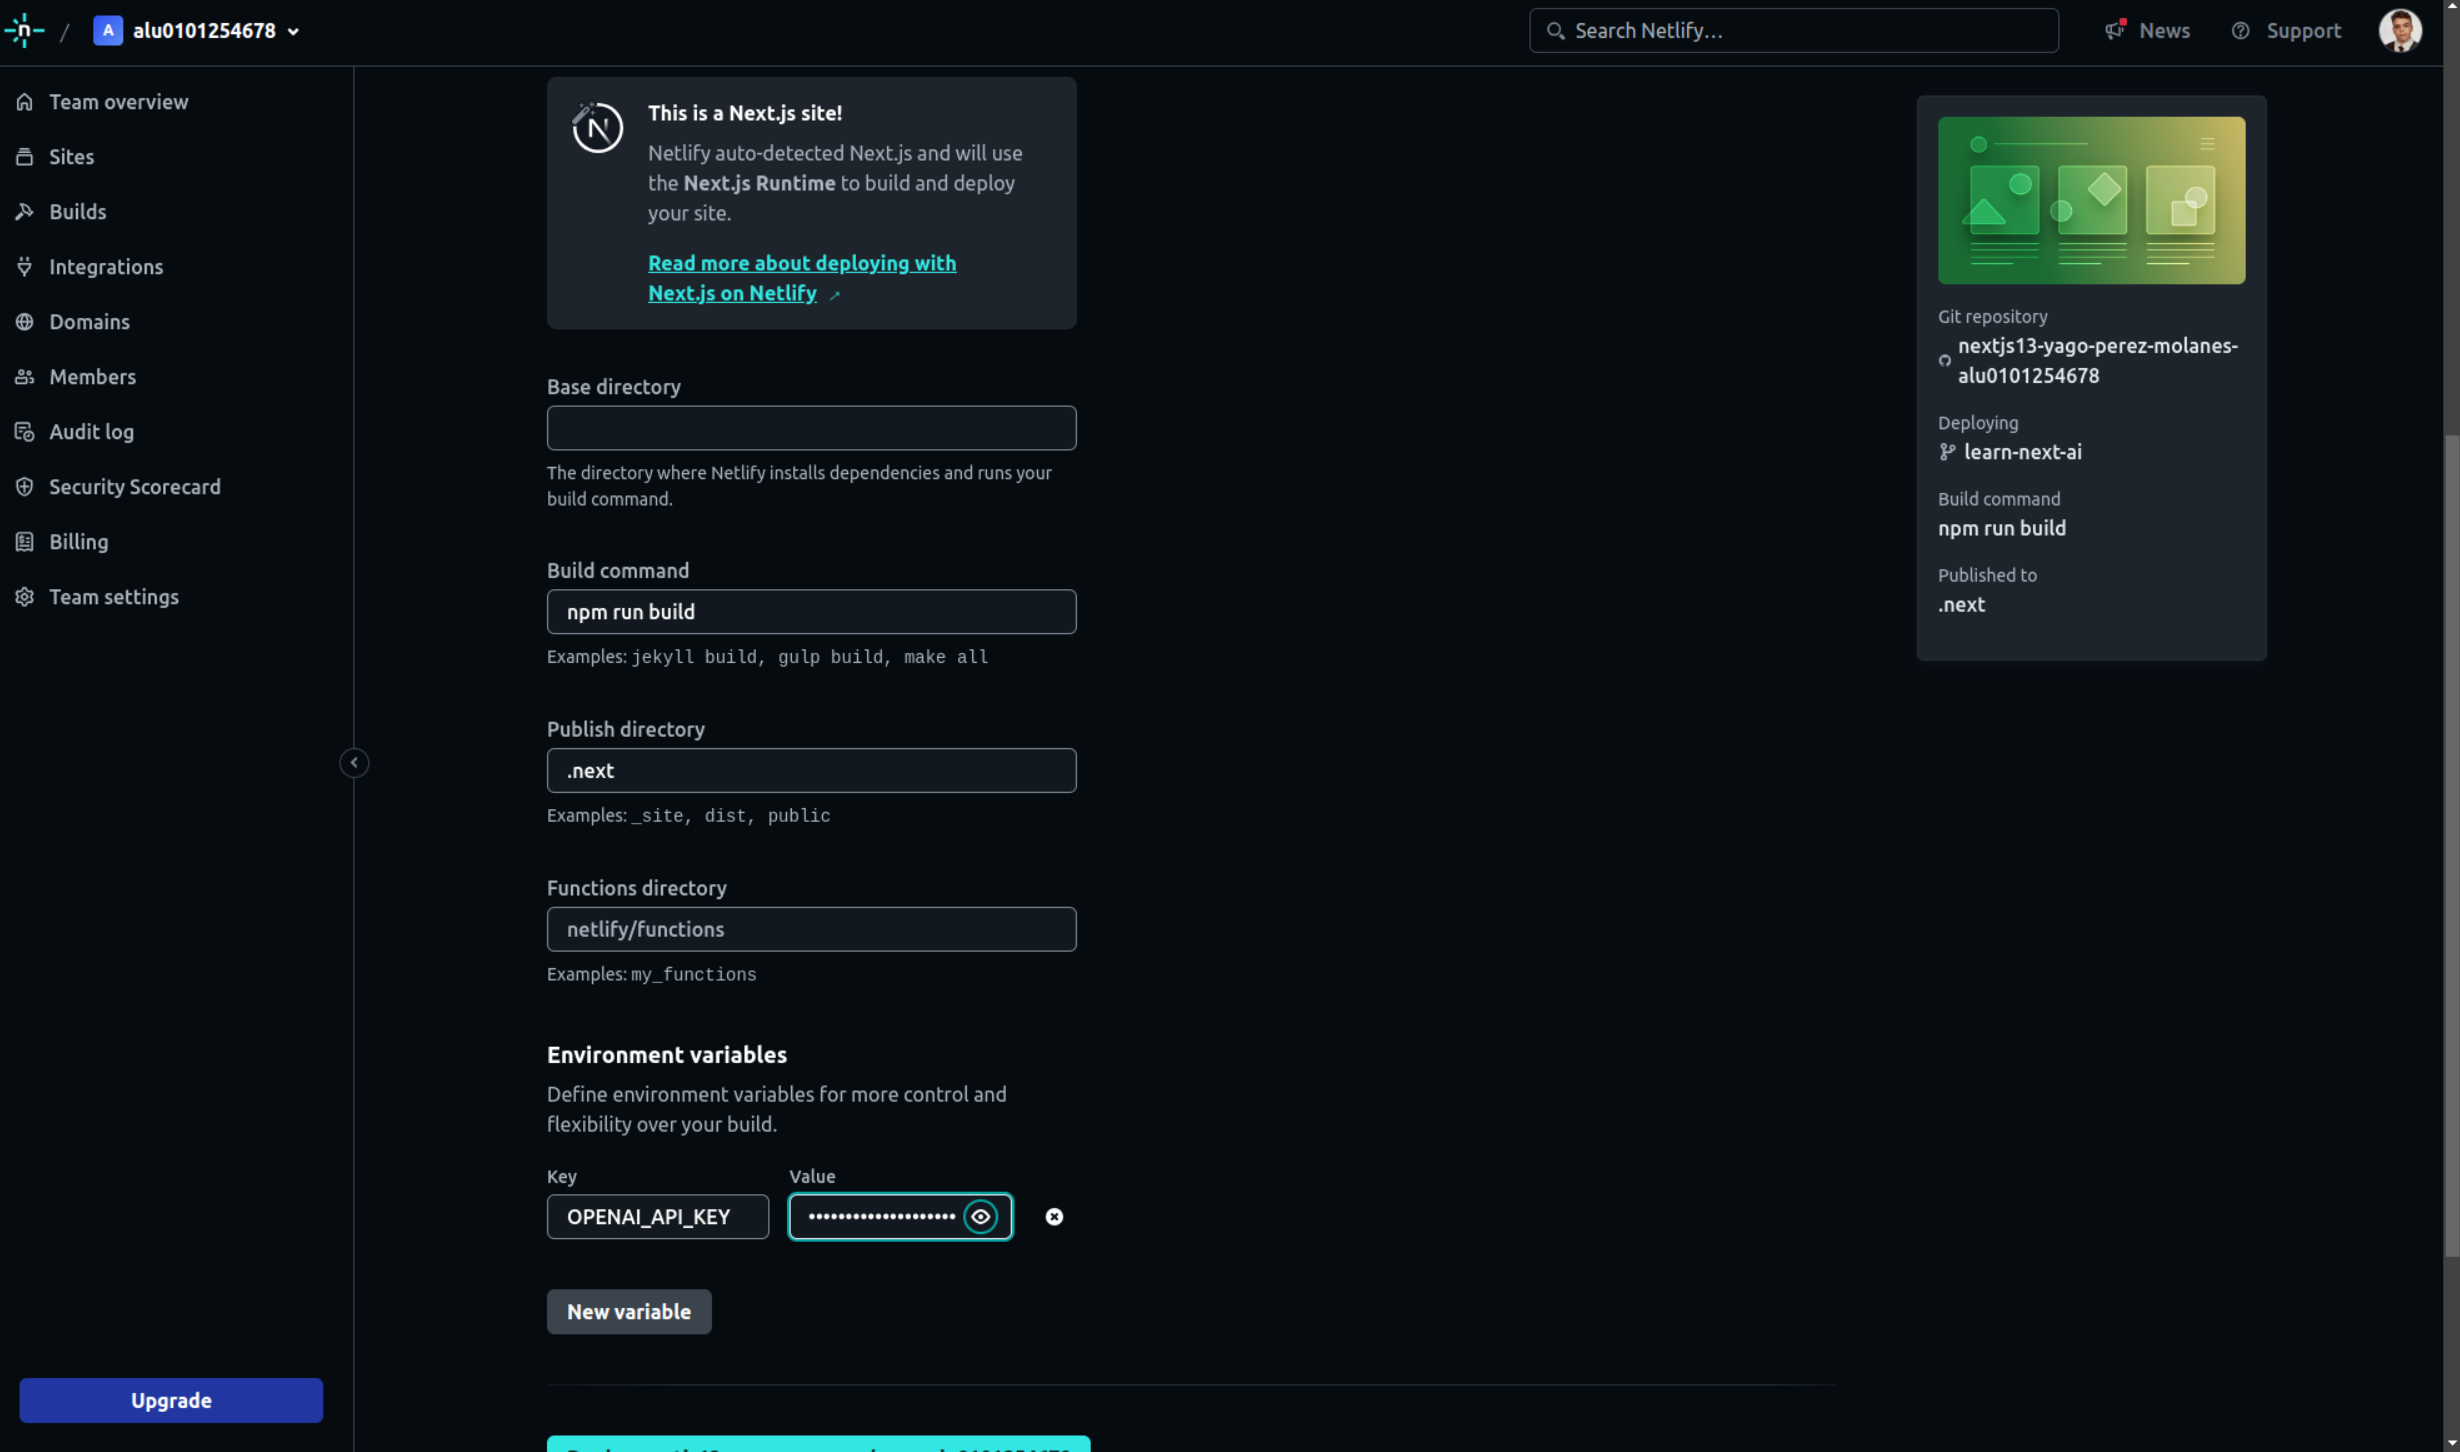 / A alu0101254678
Search Netlify…
News
Support
Team overview
Sites
Builds
Integrations
Domains
Members
Audit log
Security Scorecard
Billing
Team settings
Upgrade
This is a Next.js site!
Netlify auto-detected Next.js and will use
the Next.js Runtime to build and deploy
your site.
Read more about deploying with
Next.js on Netlify
Base directory
The directory where Netlify installs dependencies and runs your
build command.
Build command
npm run build
Examples: jekyll build, gulp build, make all
Publish directory
.next
Examples: _site, dist, public
Functions directory
netlify/functions
Examples: my_functions
Environment variables
Define environment variables for more control and
flexibility over your build.
Key
Value
OPENAI_API_KEY
••••••••••••••••••••
New variable
Git repository
nextjs13-yago-perez-molanes-
alu0101254678
Deploying
learn-next-ai
Build command
npm run build
Published to
.next